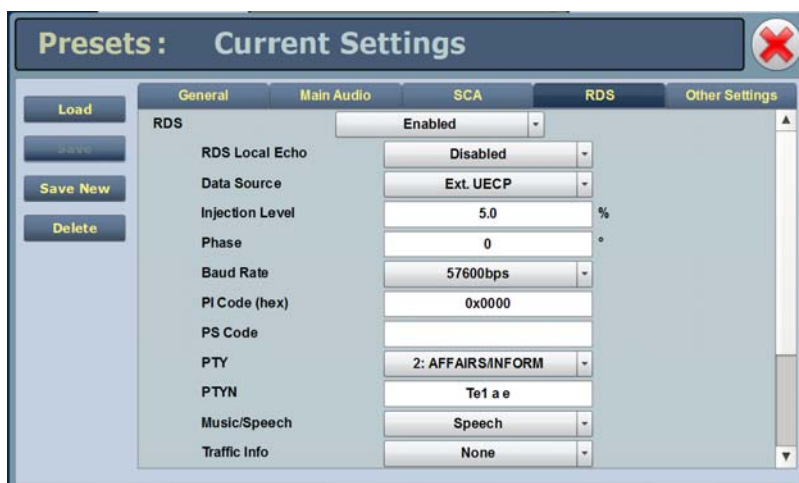 Presets: Current Settings
General Main Audio SCA RDS Other Settings
Load
Save
Save New
Delete
RDS Enabled
RDS Local Echo Disabled
Data Source Ext. UECP
Injection Level 5.0 %
Phase 0 °
Baud Rate 57600bps
PI Code (hex) 0x0000
PS Code
PTY 2: AFFAIRS/INFORM
PTYN Te1 a e
Music/Speech Speech
Traffic Info None